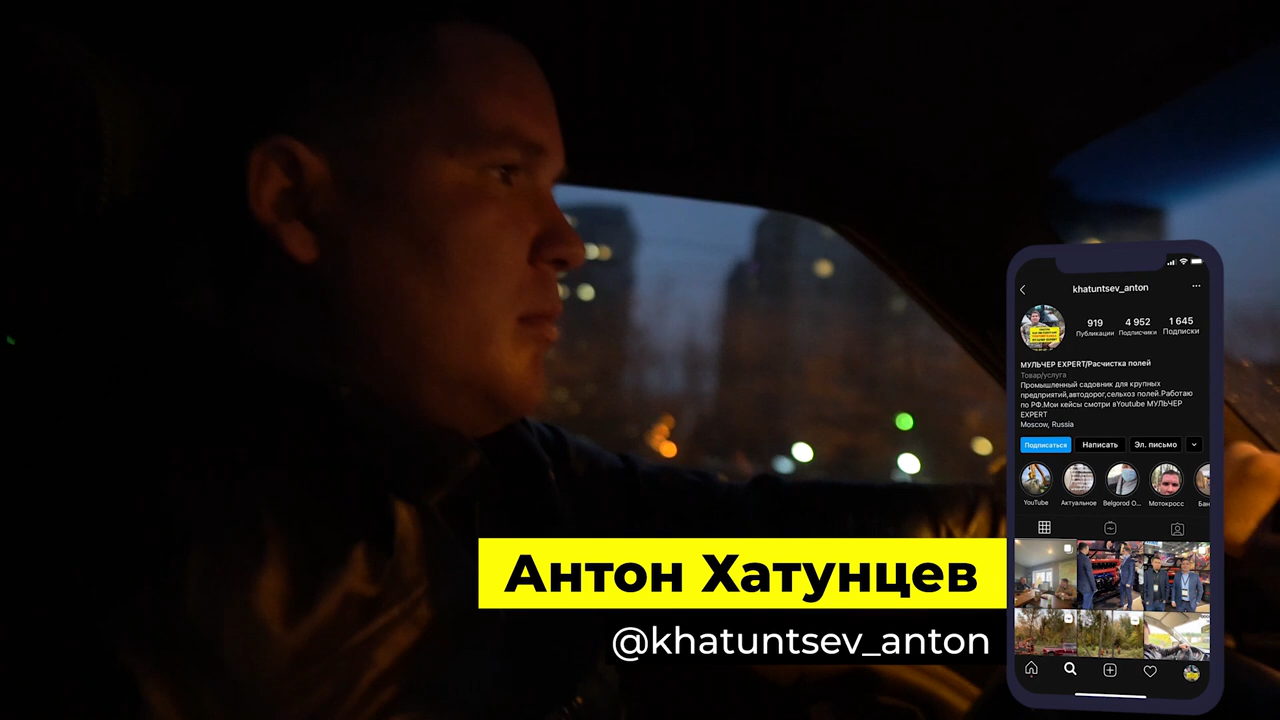 khatuntsev_anton
919 4 952 1 645
Публикации Подписчики Подписки
МУЛЬЧЕР EXPERT/Расчистка полей
Товар/услуга
Промышленный садовник для крупных
предприятий,автодорог,сельхоз полей.Работаю
по РФ.Мои кейсы смотри вYoutube МУЛЬЧЕР
EXPERT
Moscow, Russia
Подписаться Написать Эл. письмо
YouTube Актуальное Belgorod O... Мотокросс Бан
Антон Хатунцев
@khatuntsev_anton